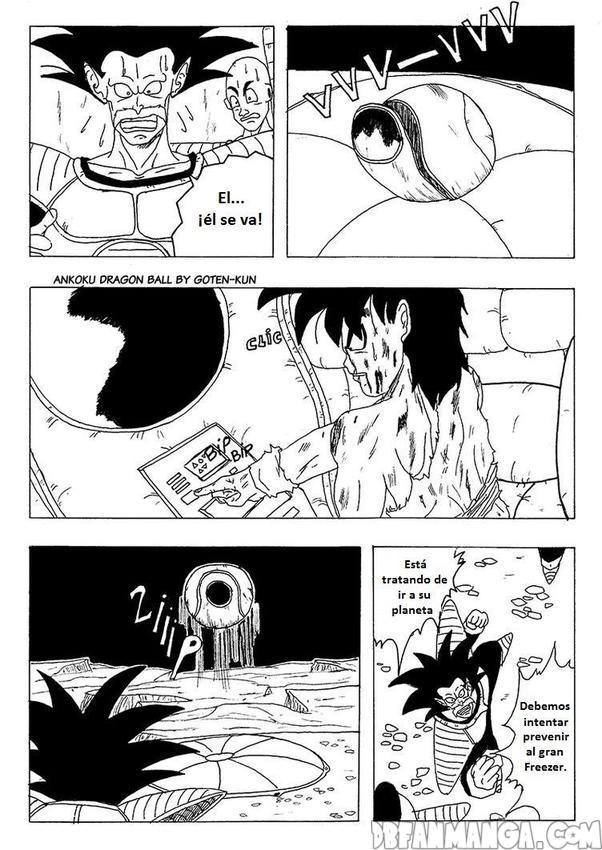 El...
¡él se va!
VVV-VVV
ANKOKU DRAGON BALL BY GOTEN-KUN
CLIC
BIP
BIP
ZIIIP
Está
tratando de
ir a su
planeta
Debemos
intentar
prevenir
al gran
Freezer.
DBFANMANGA.COM